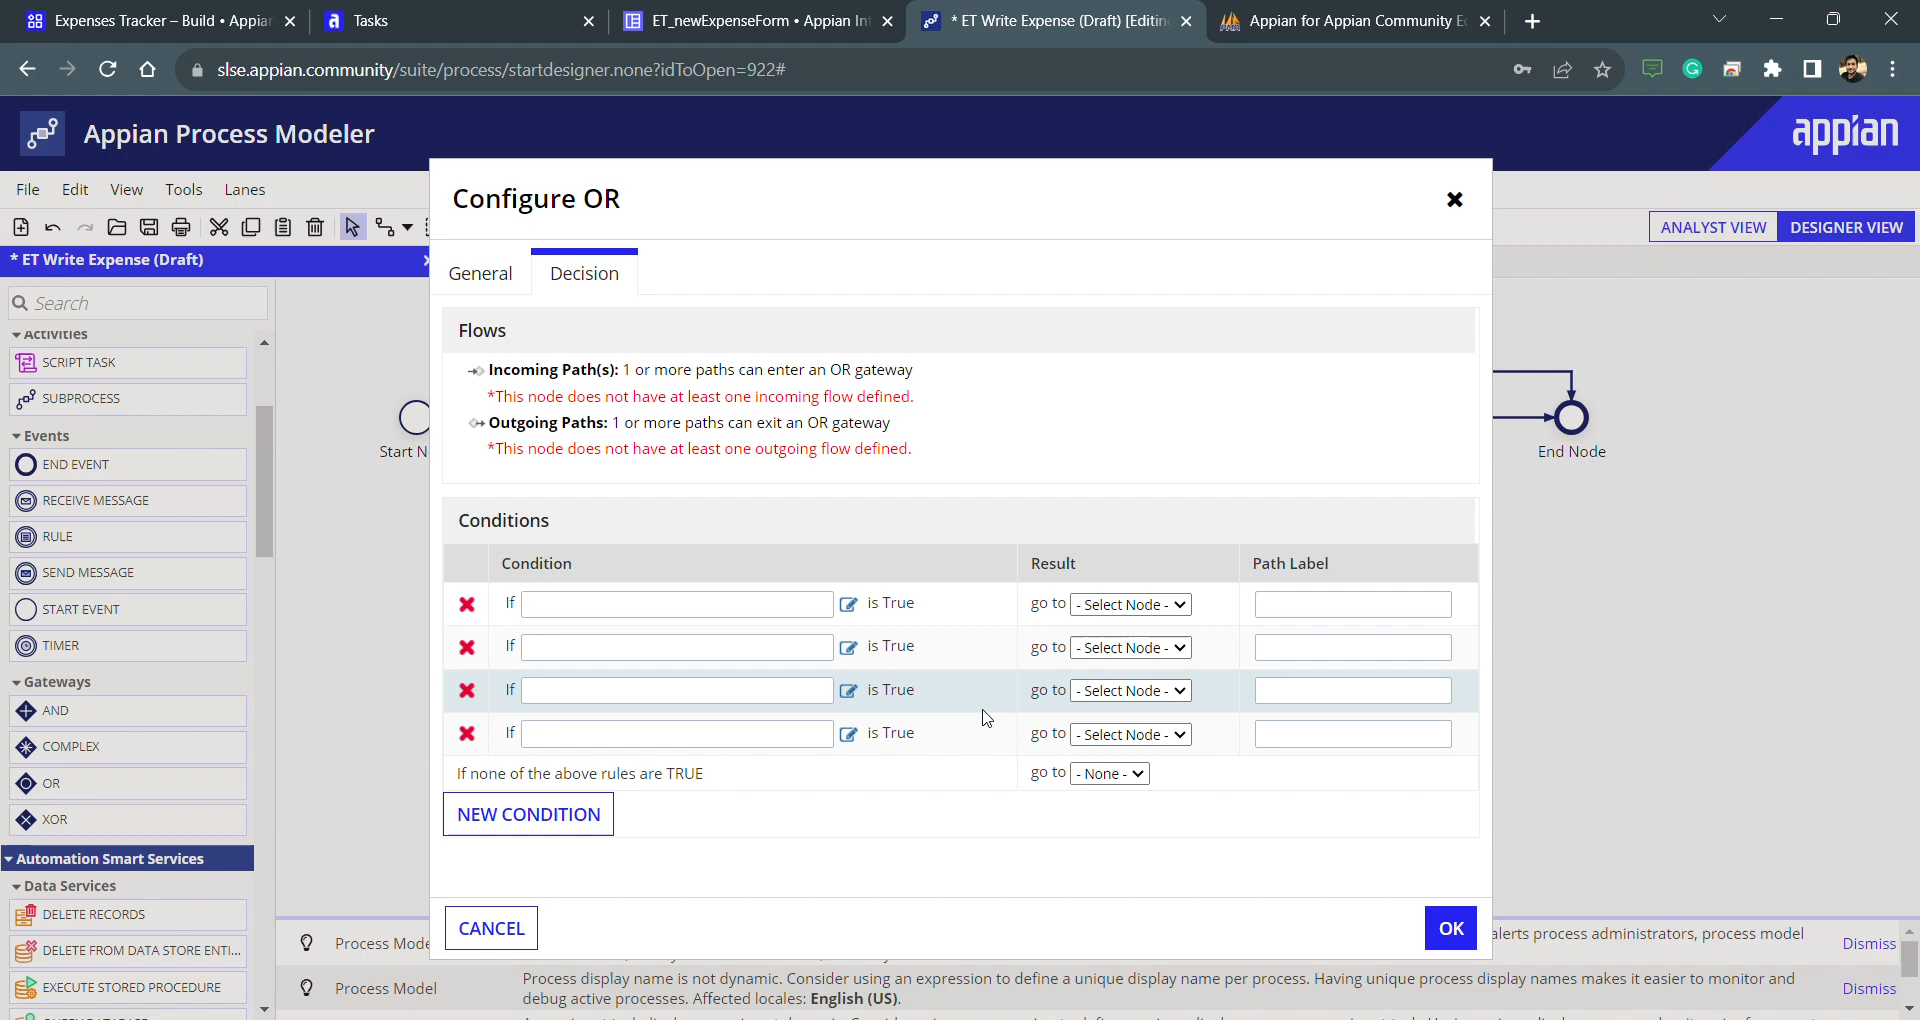 Expenses Tracker – Build • Appian
Tasks
ET_newExpenseForm • Appian In
* ET Write Expense (Draft) [Editin
Appian for Appian Community E
slse.appian.community/suite/process/startdesigner.none?idToOpen=922#
Appian Process Modeler
appian
File Edit View Tools Lanes
ANALYST VIEW DESIGNER VIEW
* ET Write Expense (Draft)
Search
Activities
SCRIPT TASK
SUBPROCESS
Events
END EVENT
RECEIVE MESSAGE
RULE
SEND MESSAGE
START EVENT
TIMER
Gateways
AND
COMPLEX
OR
XOR
Automation Smart Services
Data Services
DELETE RECORDS
DELETE FROM DATA STORE ENTI...
EXECUTE STORED PROCEDURE
Start N
End Node
Configure OR
General Decision
Flows
Incoming Path(s): 1 or more paths can enter an OR gateway
*This node does not have at least one incoming flow defined.
Outgoing Paths: 1 or more paths can exit an OR gateway
*This node does not have at least one outgoing flow defined.
Conditions
Condition Result Path Label
If is True go to - Select Node -
If is True go to - Select Node -
If is True go to - Select Node -
If is True go to - Select Node -
If none of the above rules are TRUE go to - None -
NEW CONDITION
CANCEL OK
Process Mode alerts process administrators, process model Dismiss
Process Model Process display name is not dynamic. Consider using an expression to define a unique display name per process. Having unique process display names makes it easier to monitor and Dismiss
debug active processes. Affected locales: English (US).